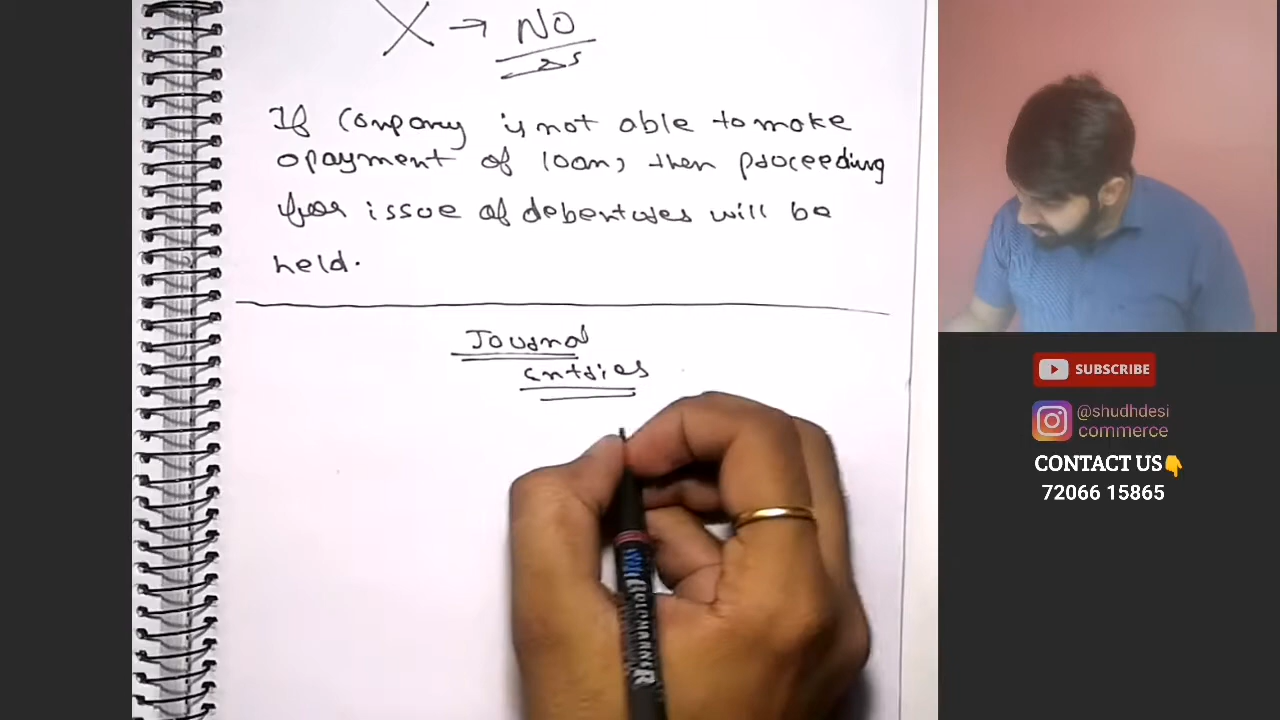 X → NO
If Company is not able to make
payment of loan, then proceeding
for issue of debentures will be
held.
Journal
entries
SUBSCRIBE
@shudhdesi
commerce
CONTACT US👇
72066 15865
BOLDMARKER